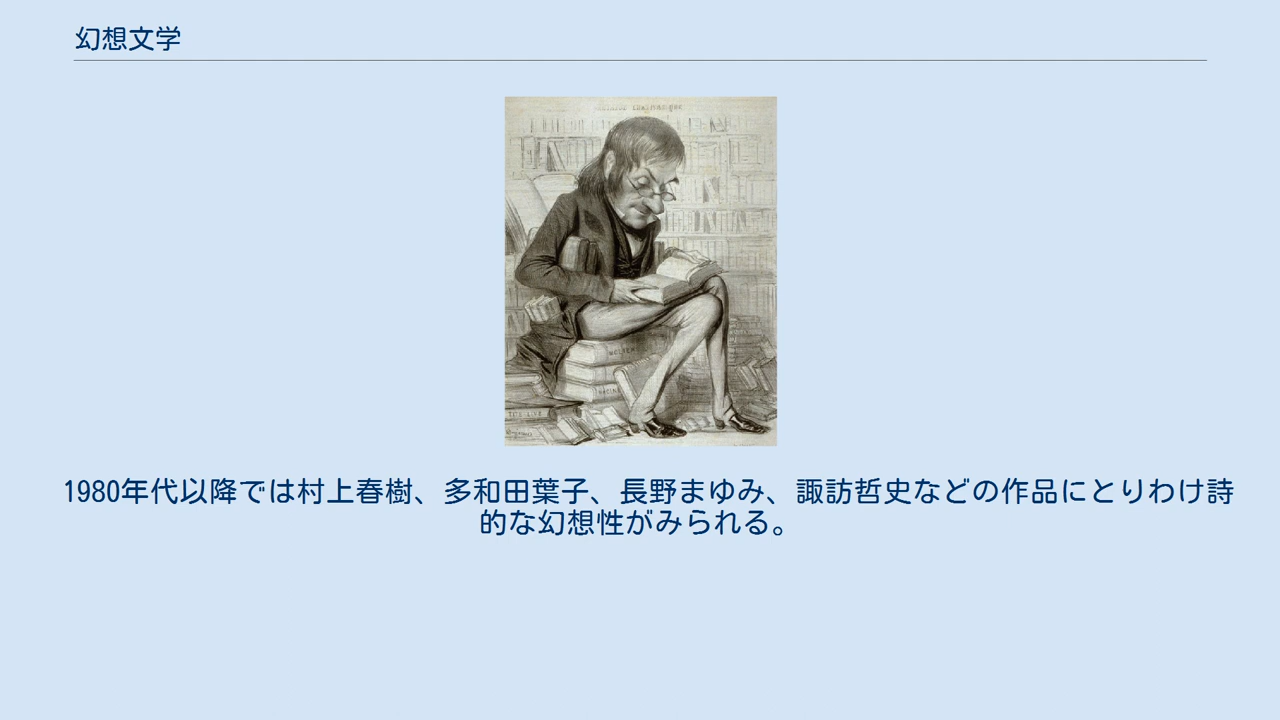 幻想文学
1980年代以降では村上春樹、多和田葉子、長野まゆみ、諏訪哲史などの作品にとりわけ詩
的な幻想性がみられる。